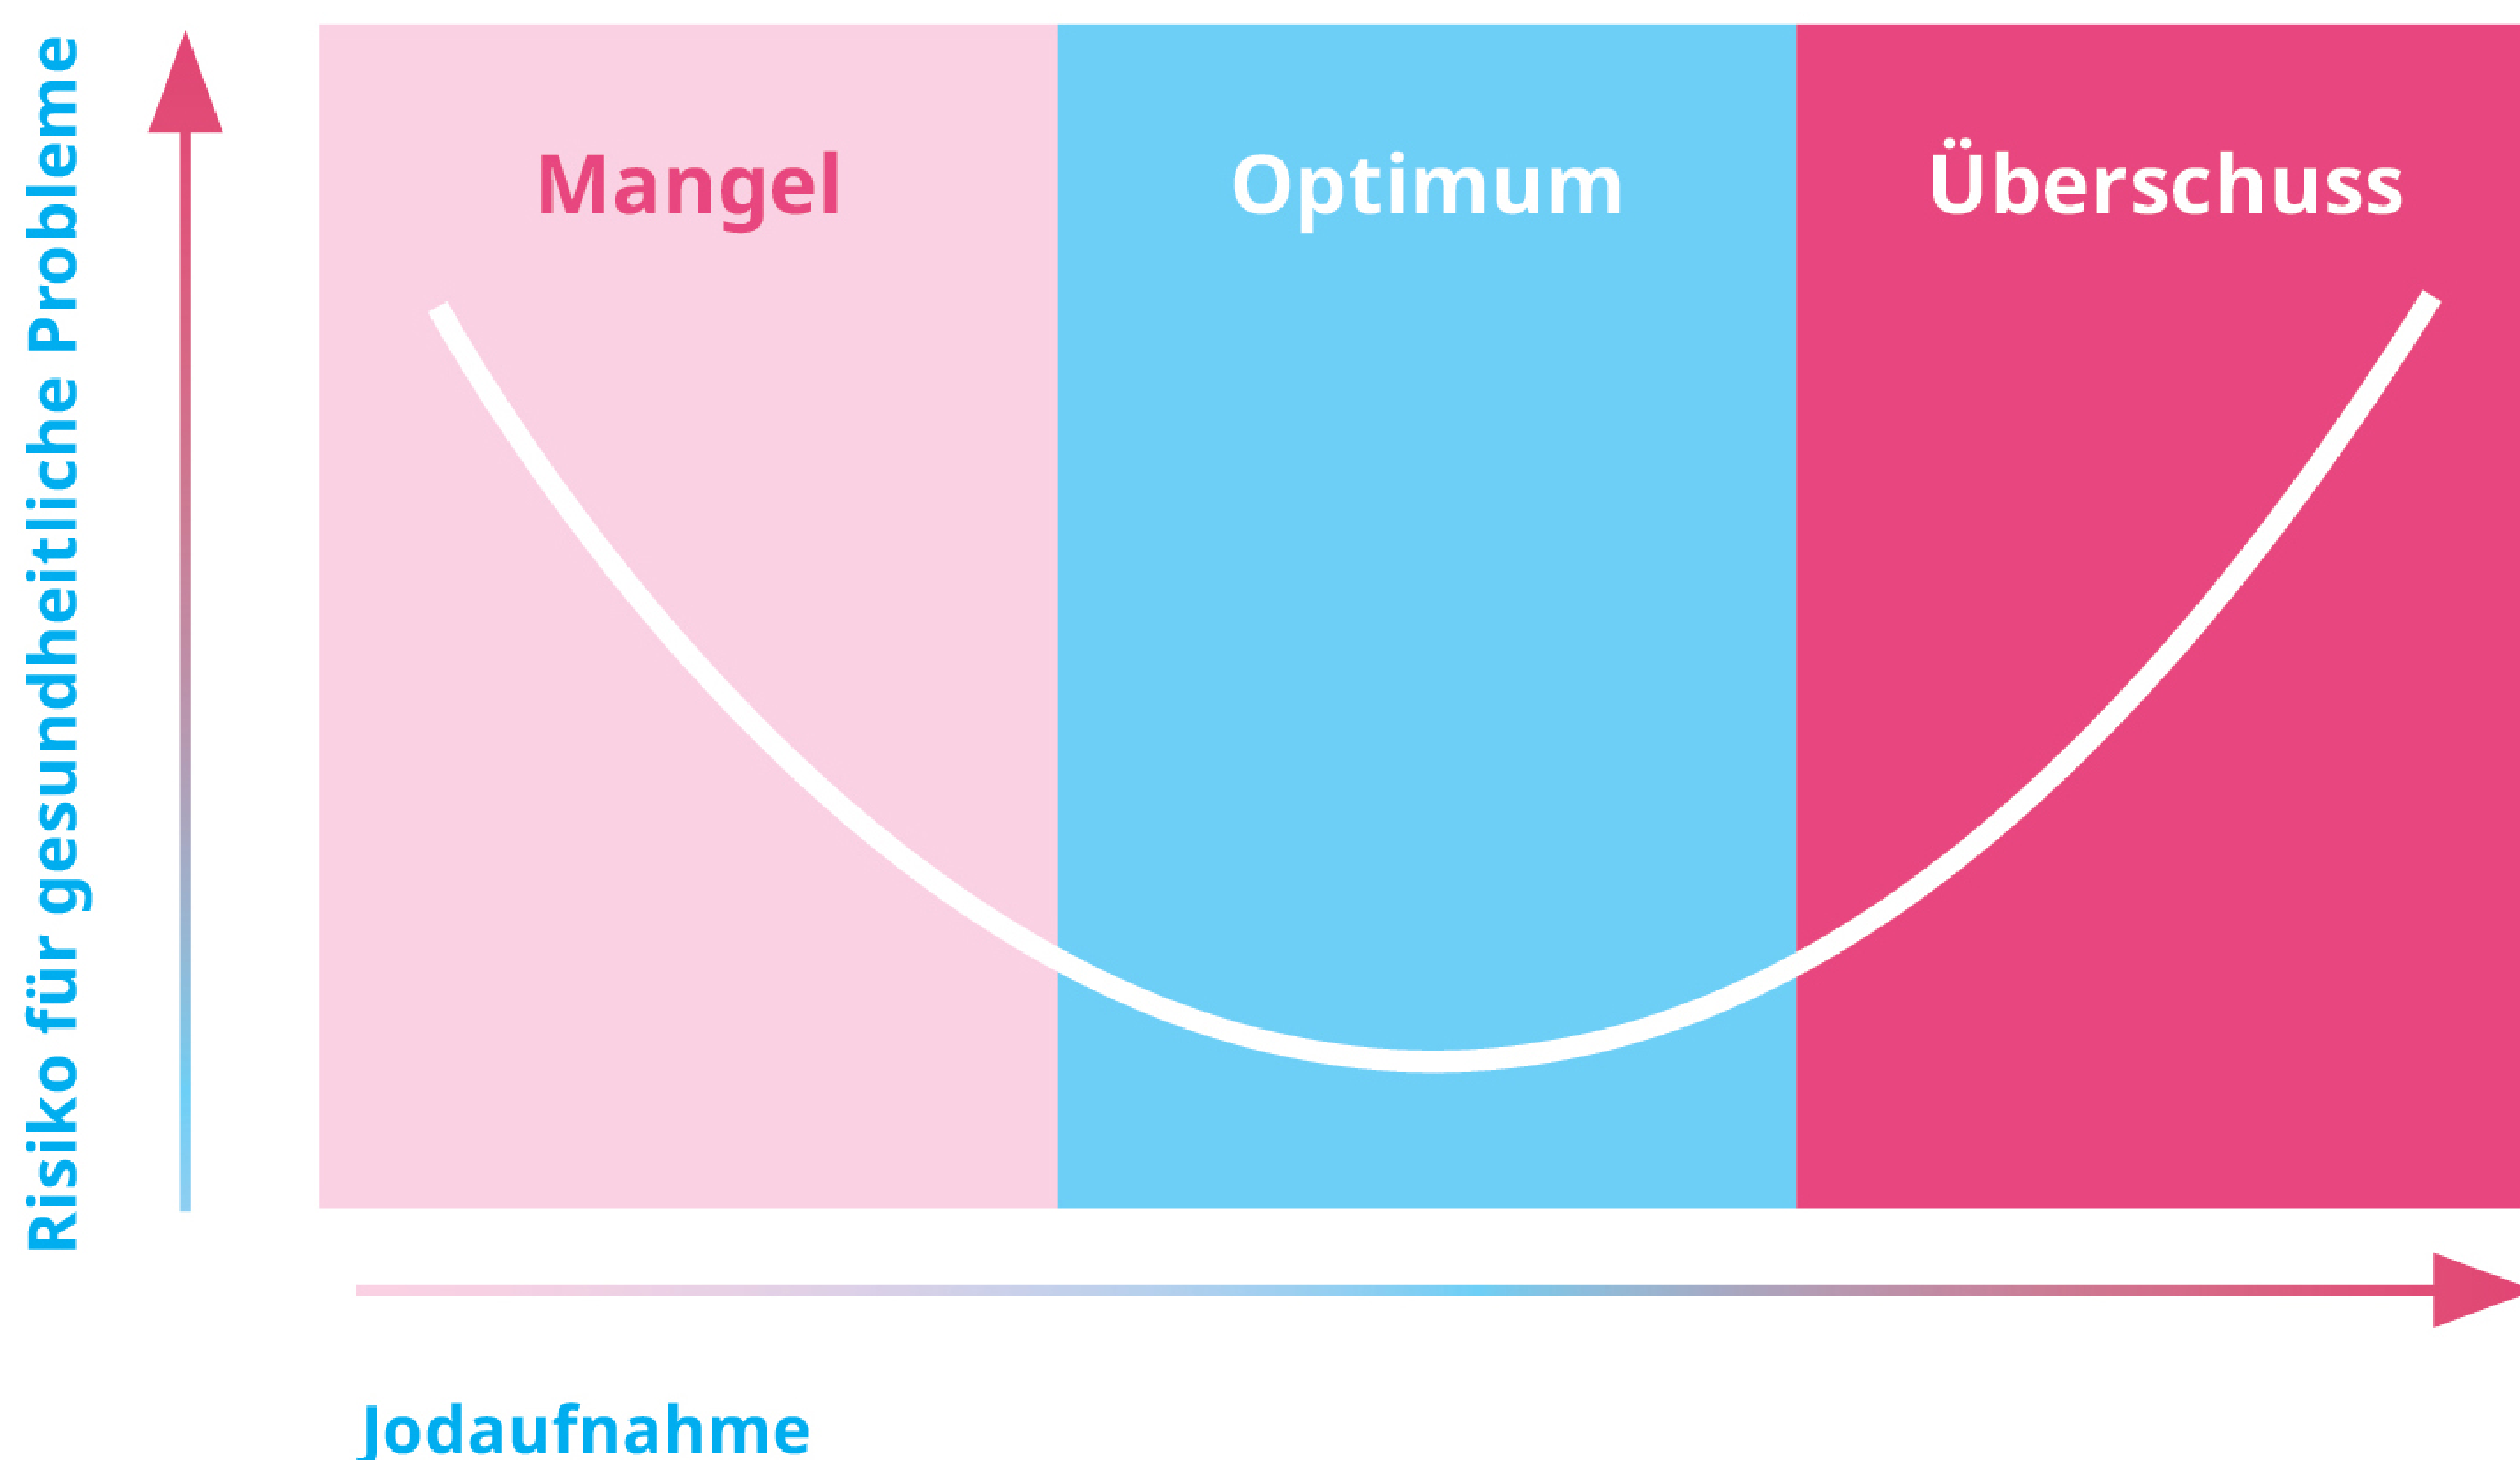 Risiko für gesundheitliche Probleme
Mangel
Optimum
Überschuss
Jodaufnahme